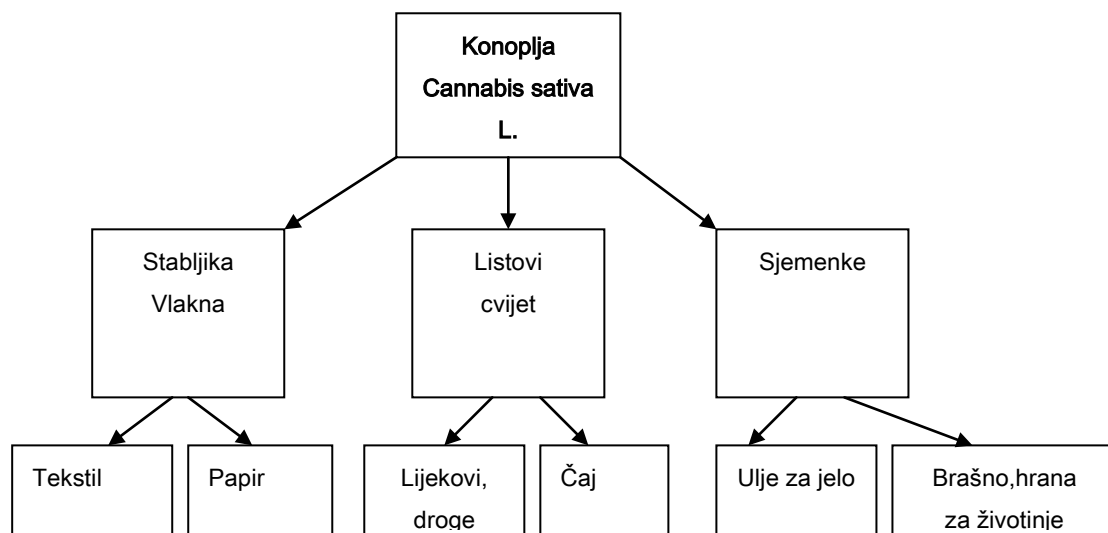 Konoplja
Cannabis sativa
L.
Stabljika
Vlakna
Listovi
cvijet
Sjemenke
Tekstil
Papir
Lijekovi,
droge
Čaj
Ulje za jelo
Brašno,hrana
za životinje